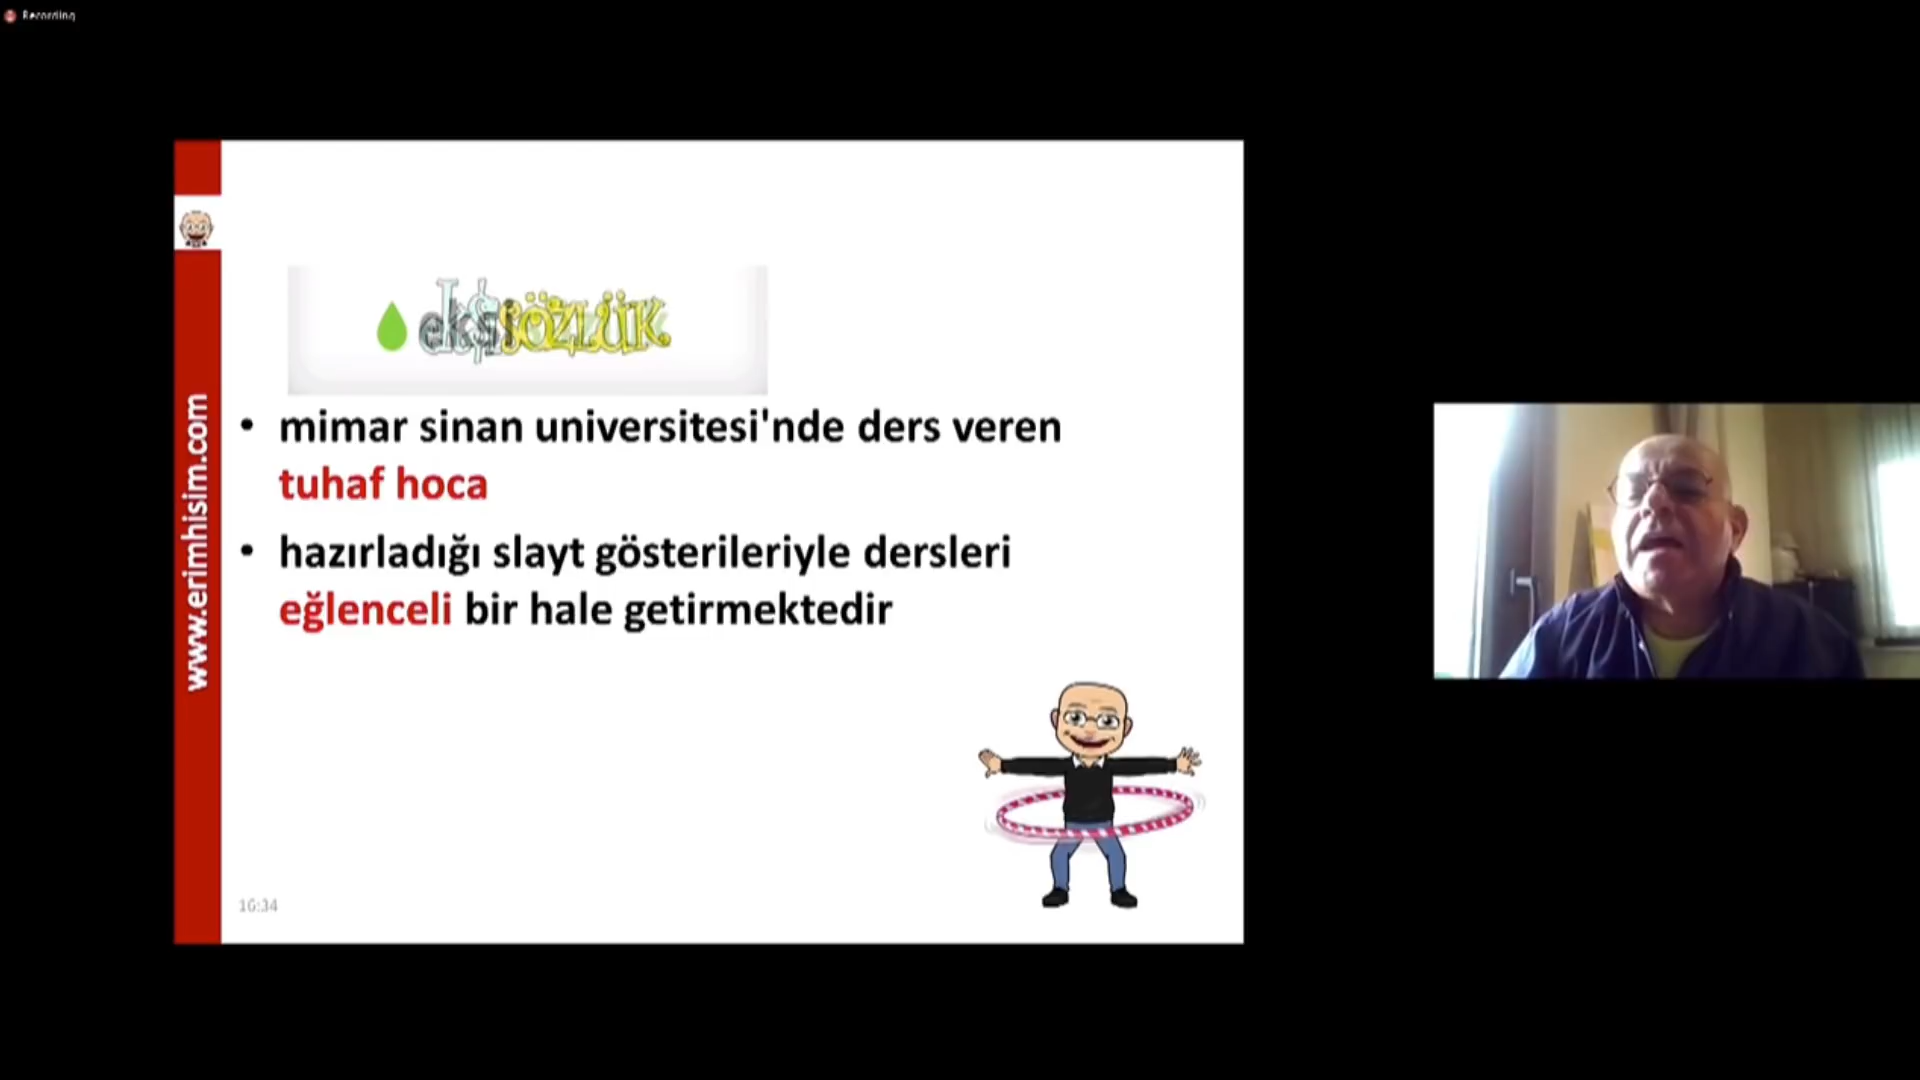 Recording
www.erimhisim.com
ekşi SÖZLÜK
• mimar sinan universitesi'nde ders veren
tuhaf hoca
• hazırladığı slayt gösterileriyle dersleri
eğlenceli bir hale getirmektedir
16:34